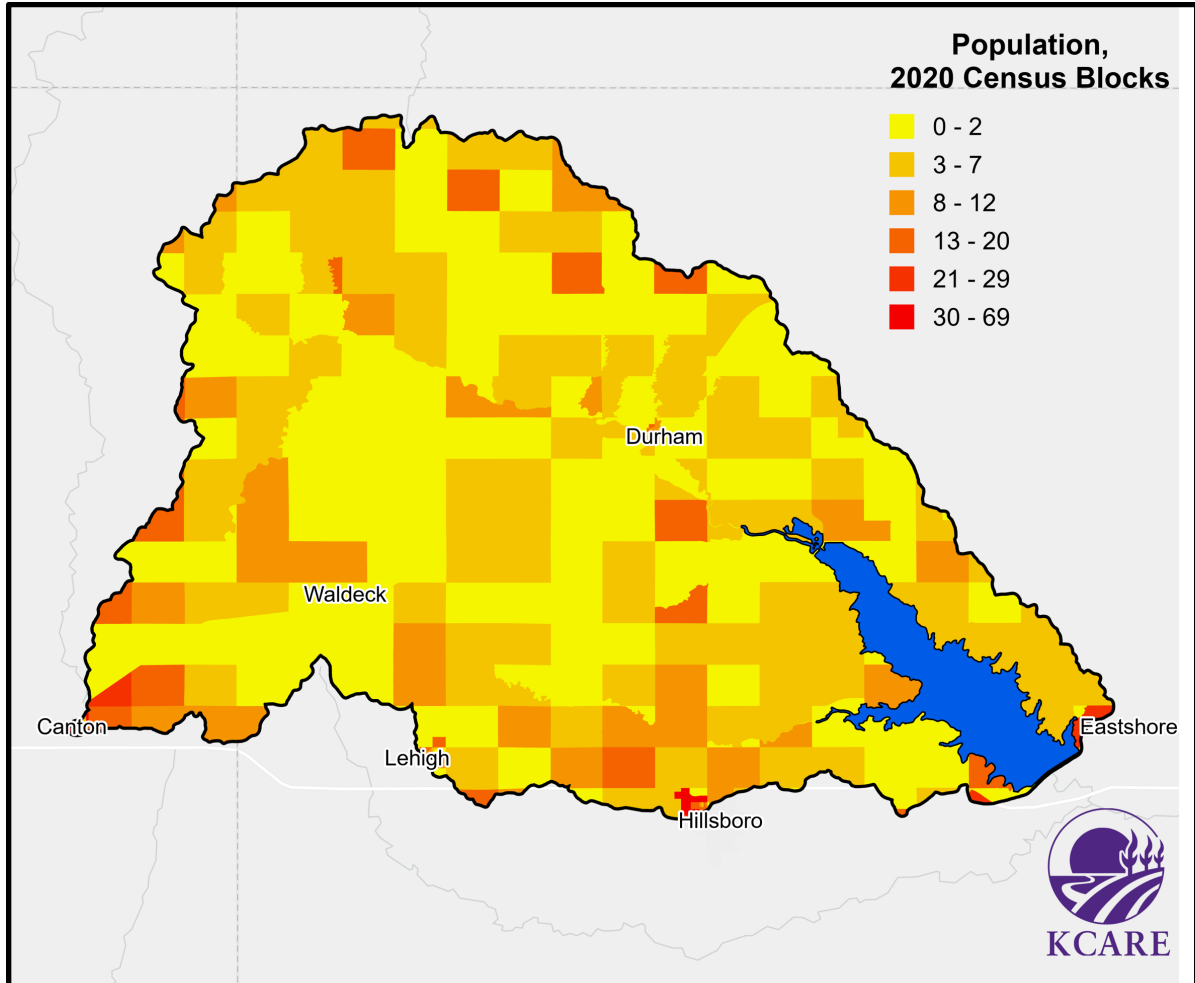 Population,
2020 Census Blocks
0 - 2
3 - 7
8 - 12
13 - 20
21 - 29
30 - 69
Durham
Waldeck
Canton
Eastshore
Lehigh
Hillsboro
KCARE